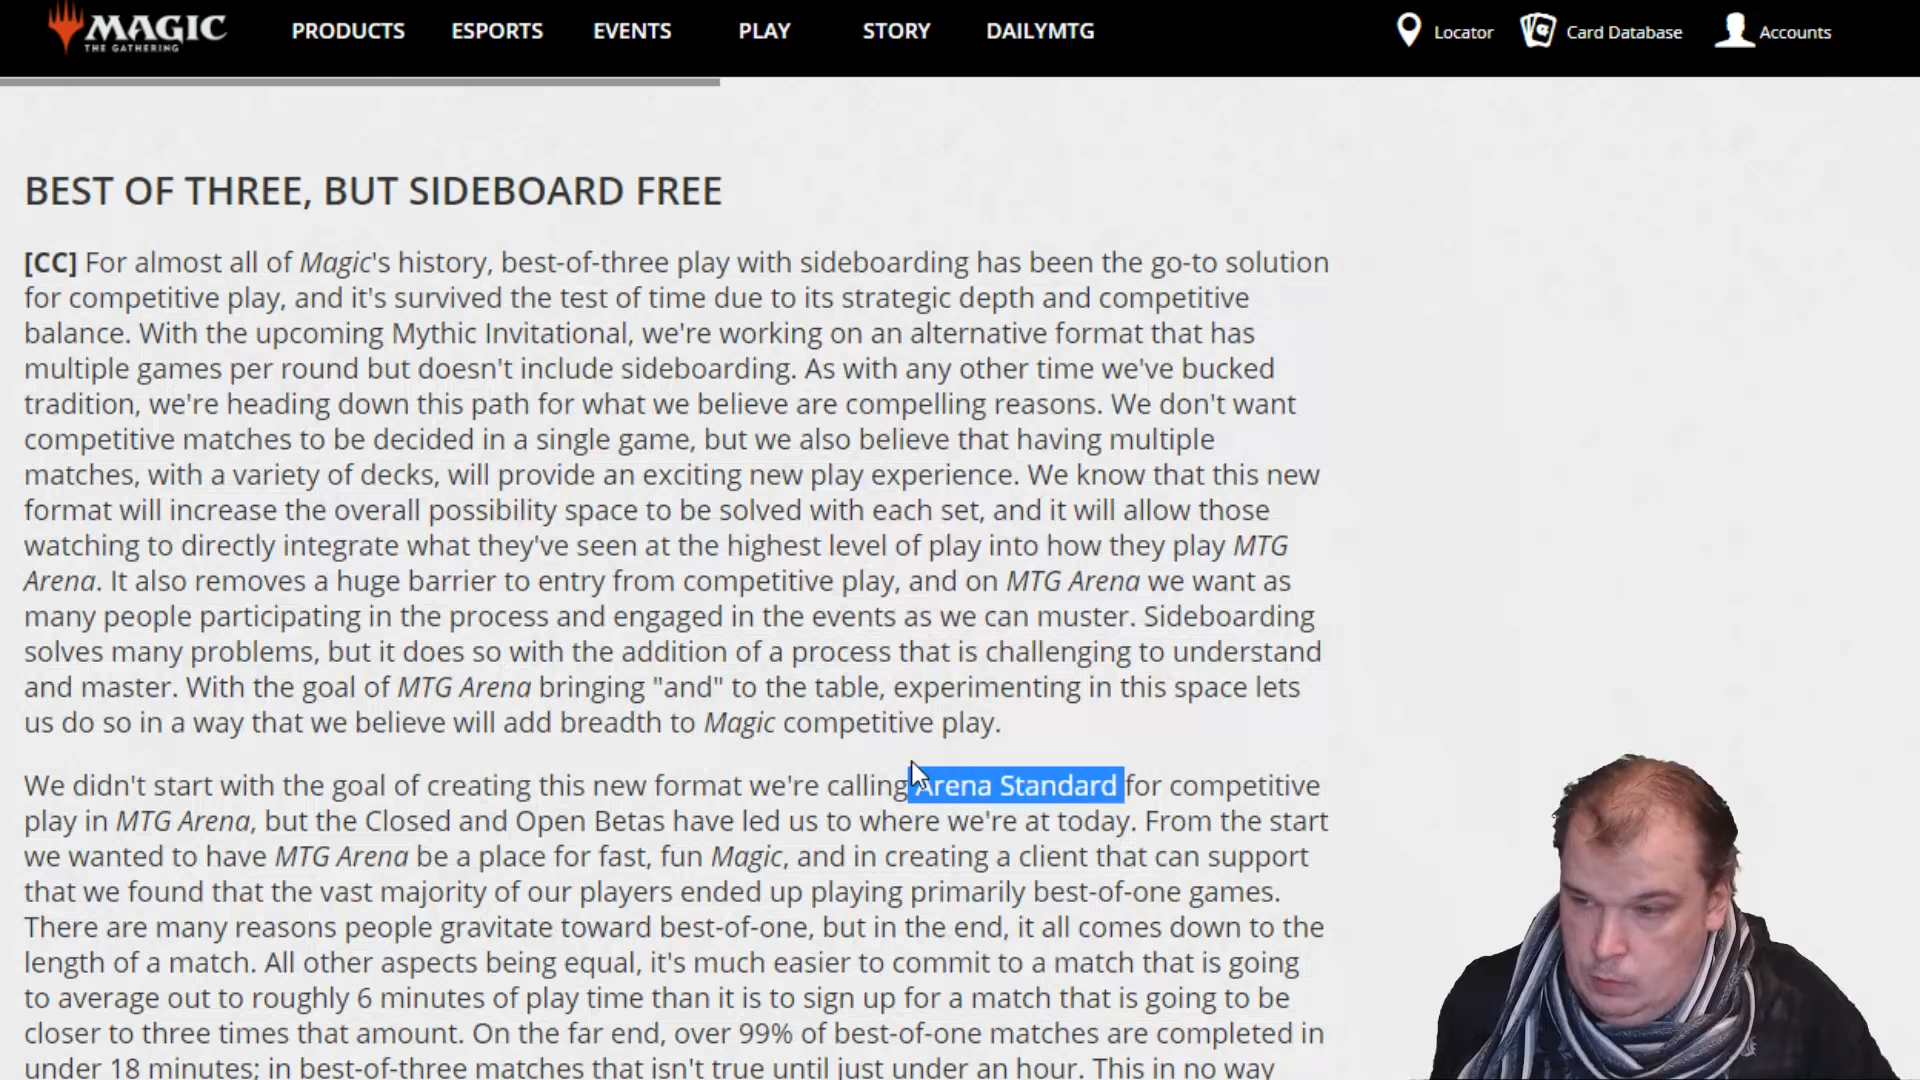 MAGIC
THE GATHERING
PRODUCTS
ESPORTS
EVENTS
PLAY
STORY
DAILYMTG
Locator
Card Database
Accounts
BEST OF THREE, BUT SIDEBOARD FREE
[CC] For almost all of Magic's history, best-of-three play with sideboarding has been the go-to solution
for competitive play, and it's survived the test of time due to its strategic depth and competitive
balance. With the upcoming Mythic Invitational, we're working on an alternative format that has
multiple games per round but doesn't include sideboarding. As with any other time we've bucked
tradition, we're heading down this path for what we believe are compelling reasons. We don't want
competitive matches to be decided in a single game, but we also believe that having multiple
matches, with a variety of decks, will provide an exciting new play experience. We know that this new
format will increase the overall possibility space to be solved with each set, and it will allow those
watching to directly integrate what they've seen at the highest level of play into how they play MTG
Arena. It also removes a huge barrier to entry from competitive play, and on MTG Arena we want as
many people participating in the process and engaged in the events as we can muster. Sideboarding
solves many problems, but it does so with the addition of a process that is challenging to understand
and master. With the goal of MTG Arena bringing "and" to the table, experimenting in this space lets
us do so in a way that we believe will add breadth to Magic competitive play.
We didn't start with the goal of creating this new format we're calling Arena Standard for competitive
play in MTG Arena, but the Closed and Open Betas have led us to where we're at today. From the start
we wanted to have MTG Arena be a place for fast, fun Magic, and in creating a client that can support
that we found that the vast majority of our players ended up playing primarily best-of-one games.
There are many reasons people gravitate toward best-of-one, but in the end, it all comes down to the
length of a match. All other aspects being equal, it's much easier to commit to a match that is going
to average out to roughly 6 minutes of play time than it is to sign up for a match that is going to be
closer to three times that amount. On the far end, over 99% of best-of-one matches are completed in
under 18 minutes; in best-of-three matches that isn't true until just under an hour. This in no way